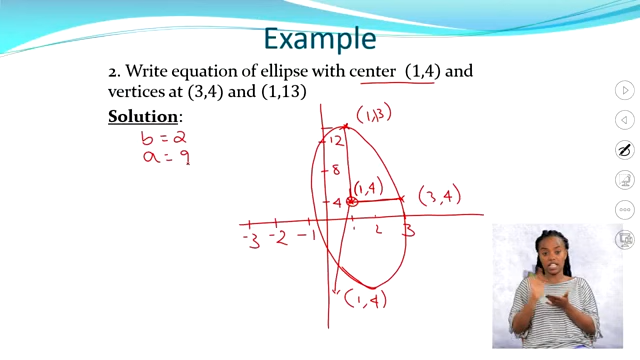 Example
2. Write equation of ellipse with center (1,4) and
vertices at (3,4) and (1,13)
Solution:
b = 2
a = 9
(1,13)
12
8
(1,4)
4
(3,4)
-3 -2 -1 1 2 3
(1,4)